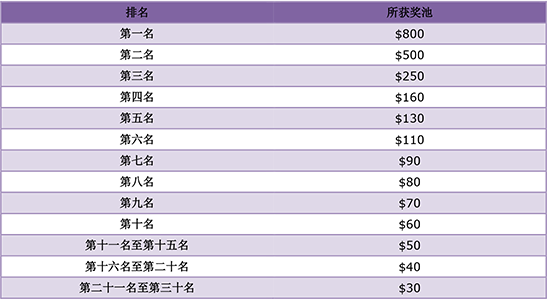 排名 所获奖池
第一名 $800
第二名 $500
第三名 $250
第四名 $160
第五名 $130
第六名 $110
第七名 $90
第八名 $80
第九名 $70
第十名 $60
第十一名至第十五名 $50
第十六名至第二十名 $40
第二十一名至第三十名 $30